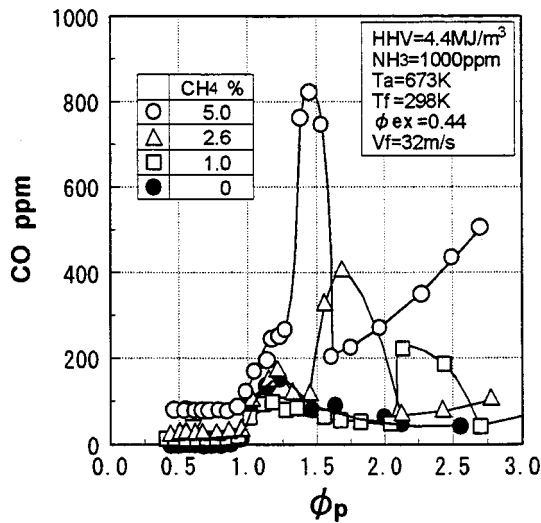 HHV=4.4MJ/m³
NH3=1000ppm
Ta=673K
Tf=298K
φex=0.44
Vf=32m/s
CH4 %
5.0
2.6
1.0
0
CO ppm
1000
800
600
400
200
0
0.0 0.5 1.0 1.5 2.0 2.5 3.0
φp